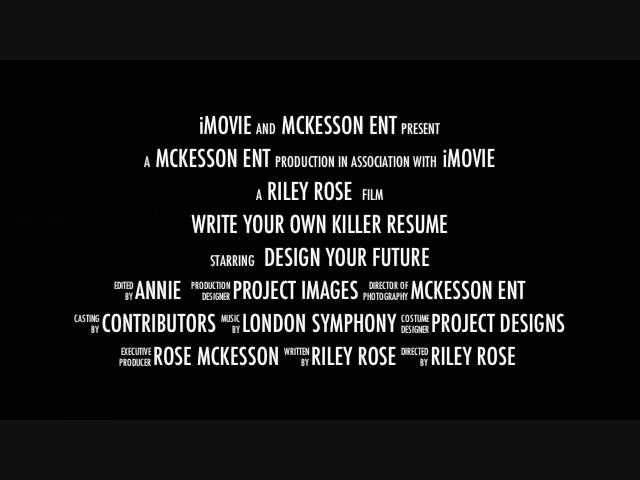 iMOVIE AND MCKESSON ENT PRESENT
A MCKESSON ENT PRODUCTION IN ASSOCIATION WITH iMOVIE
A RILEY ROSE FILM
WRITE YOUR OWN KILLER RESUME
STARRING DESIGN YOUR FUTURE
EDITED BY ANNIE PRODUCTION DESIGNER PROJECT IMAGES DIRECTOR OF PHOTOGRAPHY MCKESSON ENT
CASTING BY CONTRIBUTORS MUSIC BY LONDON SYMPHONY COSTUME DESIGNER PROJECT DESIGNS
EXECUTIVE PRODUCER ROSE MCKESSON WRITTEN BY RILEY ROSE DIRECTED BY RILEY ROSE